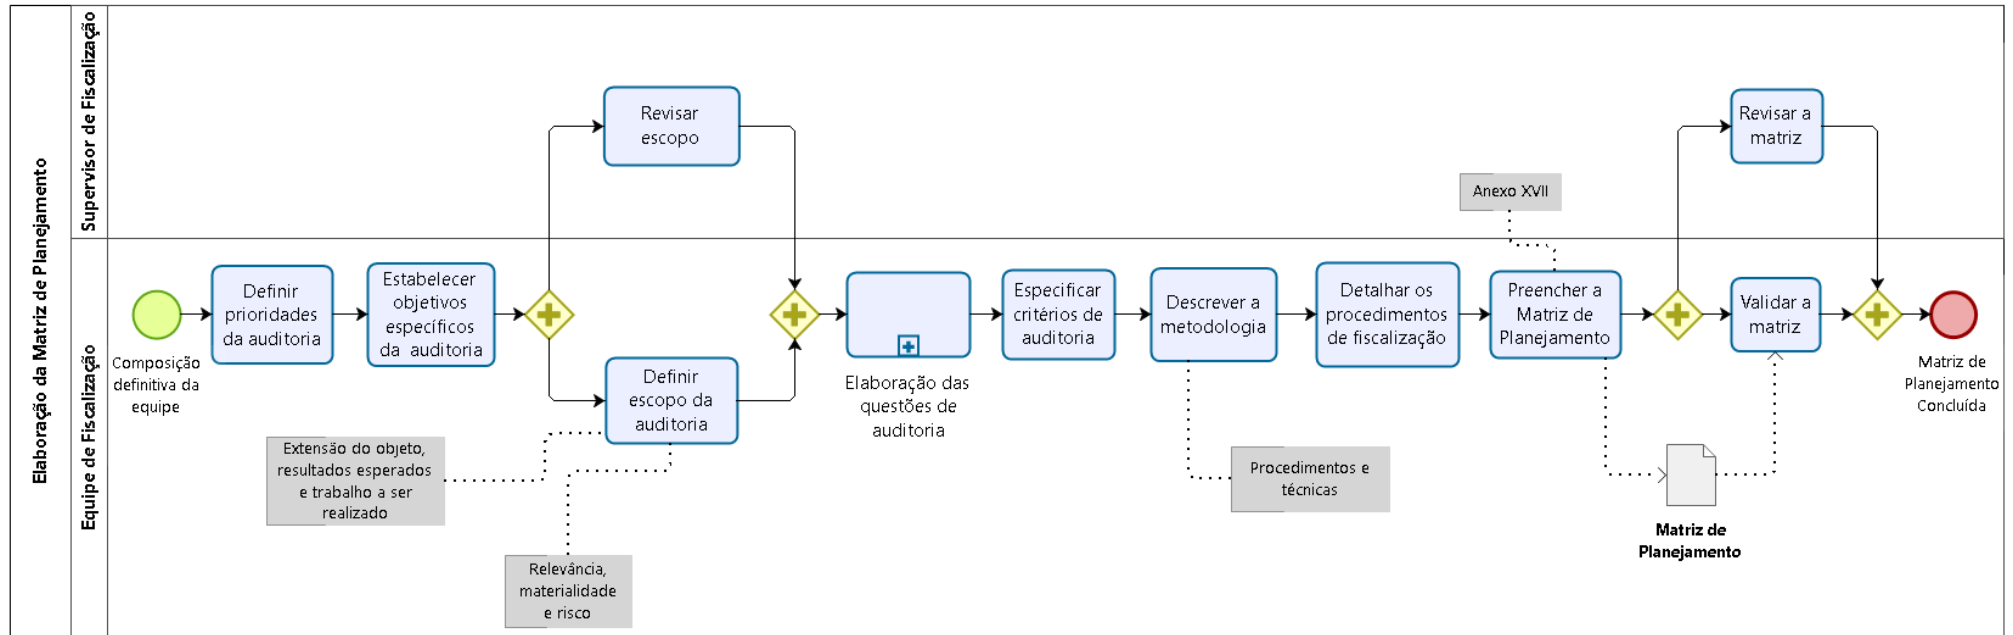 Elaboração da Matriz de Planejamento
Supervisor de Fiscalização
Equipe de Fiscalização
Revisar
escopo
Revisar a
matriz
Anexo XVII
Composição
definitiva da
equipe
Definir
prioridades
da auditoria
Estabelecer
objetivos
específicos
da auditoria
Definir
escopo da
auditoria
Extensão do objeto,
resultados esperados
e trabalho a ser
realizado
Relevância,
materialidade
e risco
Elaboração das
questões de
auditoria
Especificar
critérios de
auditoria
Descrever a
metodologia
Procedimentos e
técnicas
Detalhar os
procedimentos
de fiscalização
Preencher a
Matriz de
Planejamento
Matriz de
Planejamento
Validar a
matriz
Matriz de
Planejamento
Concluída